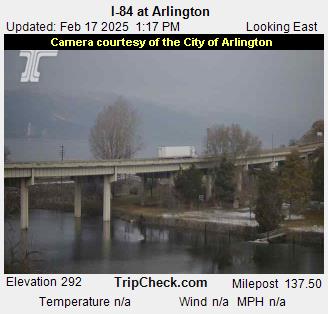 I-84 at Arlington
Updated: Feb 17 2025 1:17 PM Looking East
Camera courtesy of the City of Arlington
Elevation 292 TripCheck.com Milepost 137.50
Temperature n/a Wind n/a MPH n/a